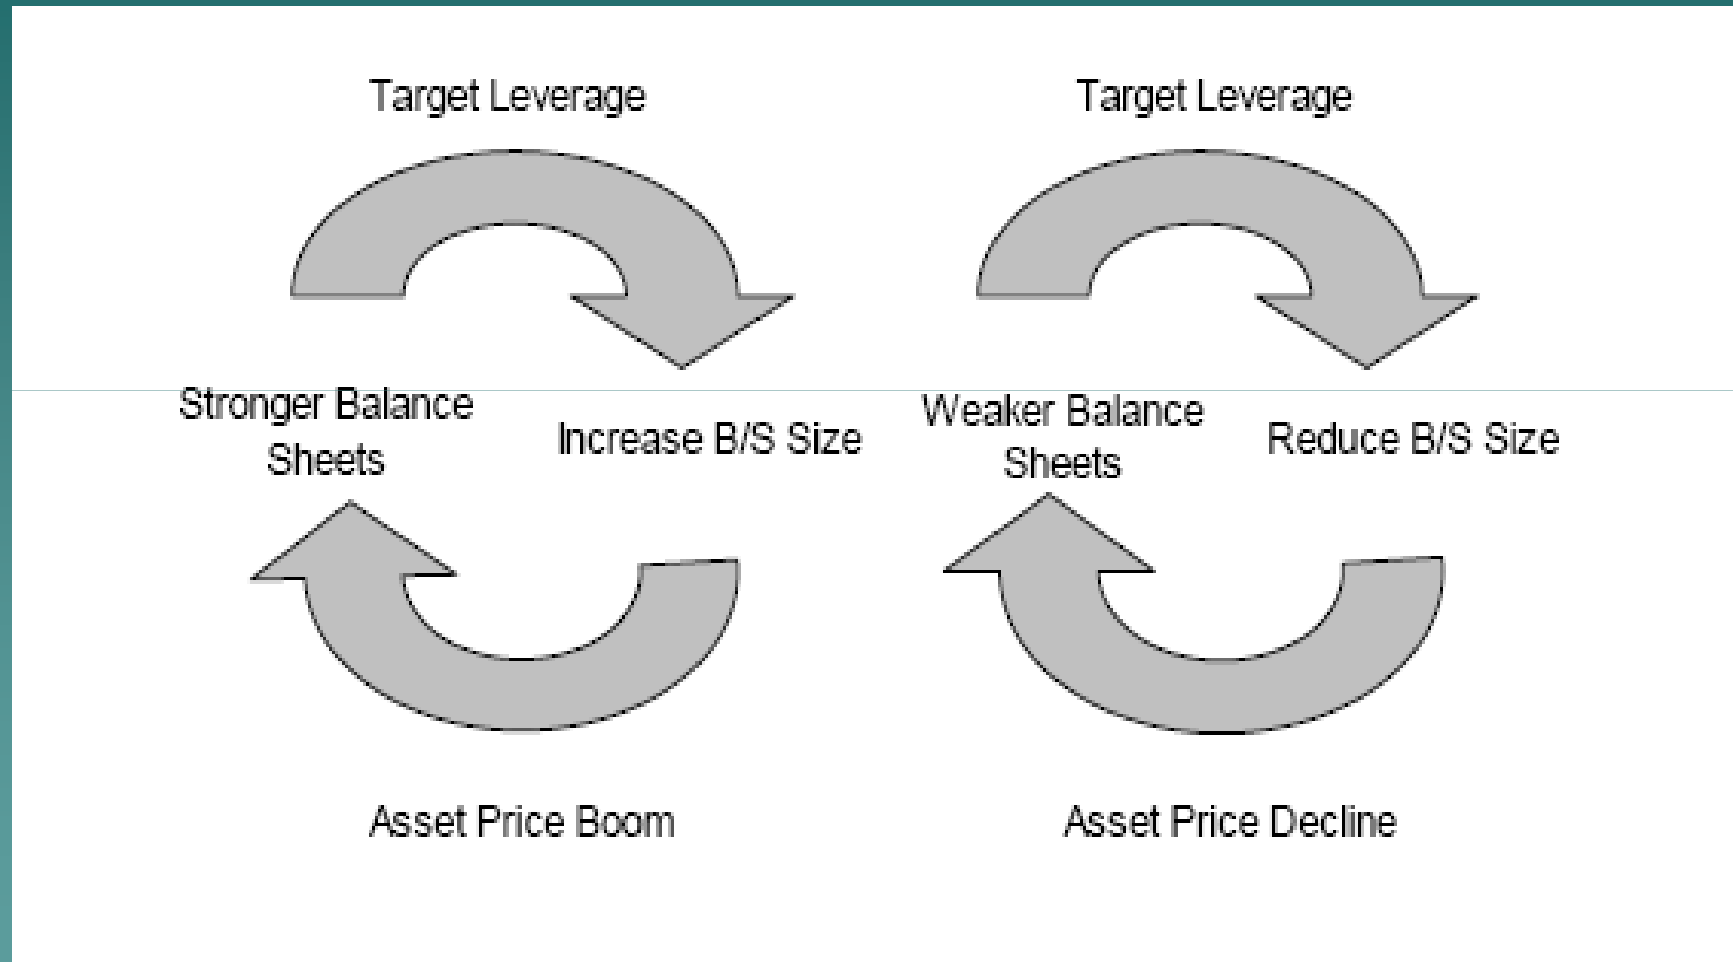 Target Leverage
Stronger Balance
Sheets
Increase B/S Size
Asset Price Boom
Target Leverage
Weaker Balance
Sheets
Reduce B/S Size
Asset Price Decline